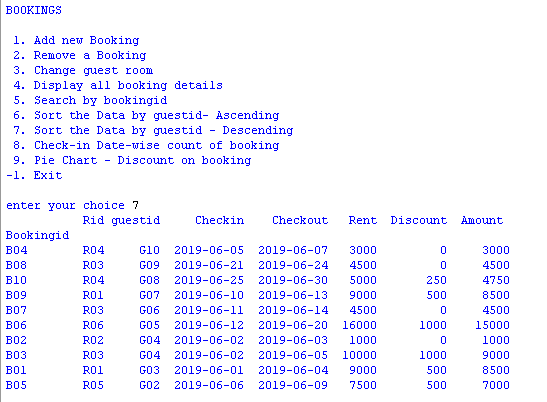 BOOKINGS
1. Add new Booking
2. Remove a Booking
3. Change guest room
4. Display all booking details
5. Search by bookingid
6. Sort the Data by guestid- Ascending
7. Sort the Data by guestid - Descending
8. Check-in Date-wise count of booking
9. Pie Chart - Discount on booking
-1. Exit
enter your choice 7
Rid guestid Checkin Checkout Rent Discount Amount
Bookingid
B04 R04 G10 2019-06-05 2019-06-07 3000 0 3000
B08 R03 G09 2019-06-21 2019-06-24 4500 0 4500
B10 R04 G08 2019-06-25 2019-06-30 5000 250 4750
B09 R01 G07 2019-06-10 2019-06-13 9000 500 8500
B07 R03 G06 2019-06-11 2019-06-14 4500 0 4500
B06 R06 G05 2019-06-12 2019-06-20 16000 1000 15000
B02 R02 G04 2019-06-02 2019-06-03 1000 0 1000
B03 R03 G04 2019-06-02 2019-06-05 10000 1000 9000
B01 R01 G03 2019-06-01 2019-06-04 9000 500 8500
B05 R05 G02 2019-06-06 2019-06-09 7500 500 7000